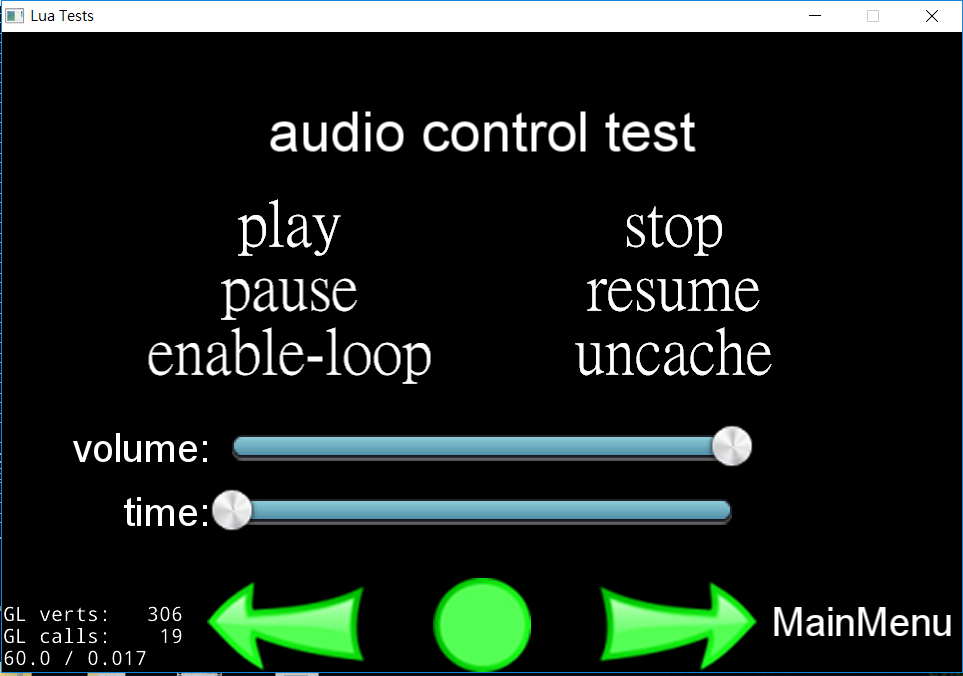 Lua Tests
audio control test
play stop
pause resume
enable-loop uncache
volume:
time:
GL verts: 306
GL calls: 19
60.0 / 0.017
MainMenu